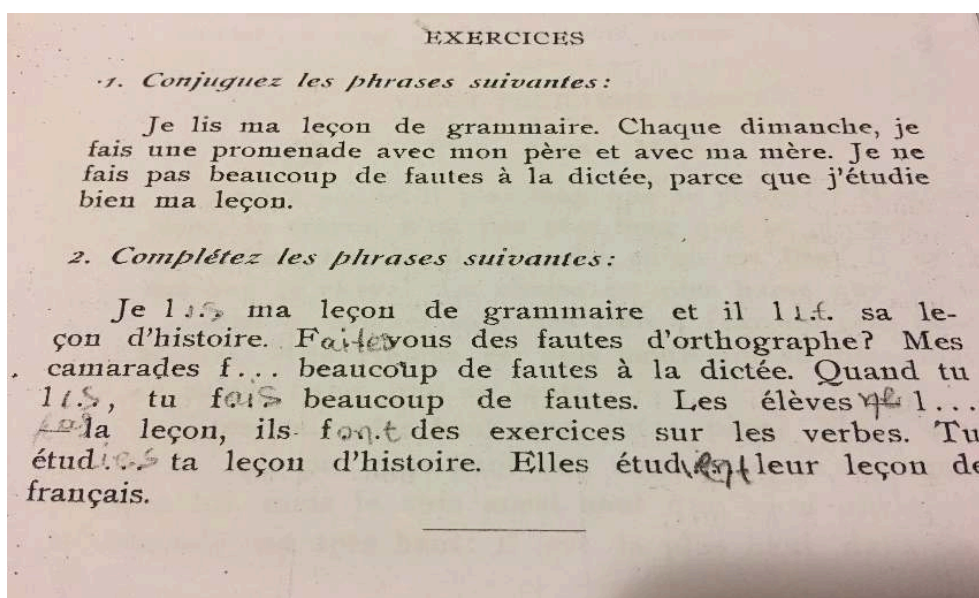 EXERCICES
1. Conjuguez les phrases suivantes:
Je lis ma leçon de grammaire. Chaque dimanche, je
fais une promenade avec mon père et avec ma mère. Je ne
fais pas beaucoup de fautes à la dictée, parce que j'étudie
bien ma leçon.
2. Complétez les phrases suivantes:
Je lis ma leçon de grammaire et il lit sa le-
çon d'histoire. Faites vous des fautes d'orthographe? Mes
camarades f... beaucoup de fautes à la dictée. Quand tu
lis, tu fais beaucoup de fautes. Les élèves ne l...
la leçon, ils font des exercices sur les verbes. Tu
étudies ta leçon d'histoire. Elles étudient leur leçon de
français.